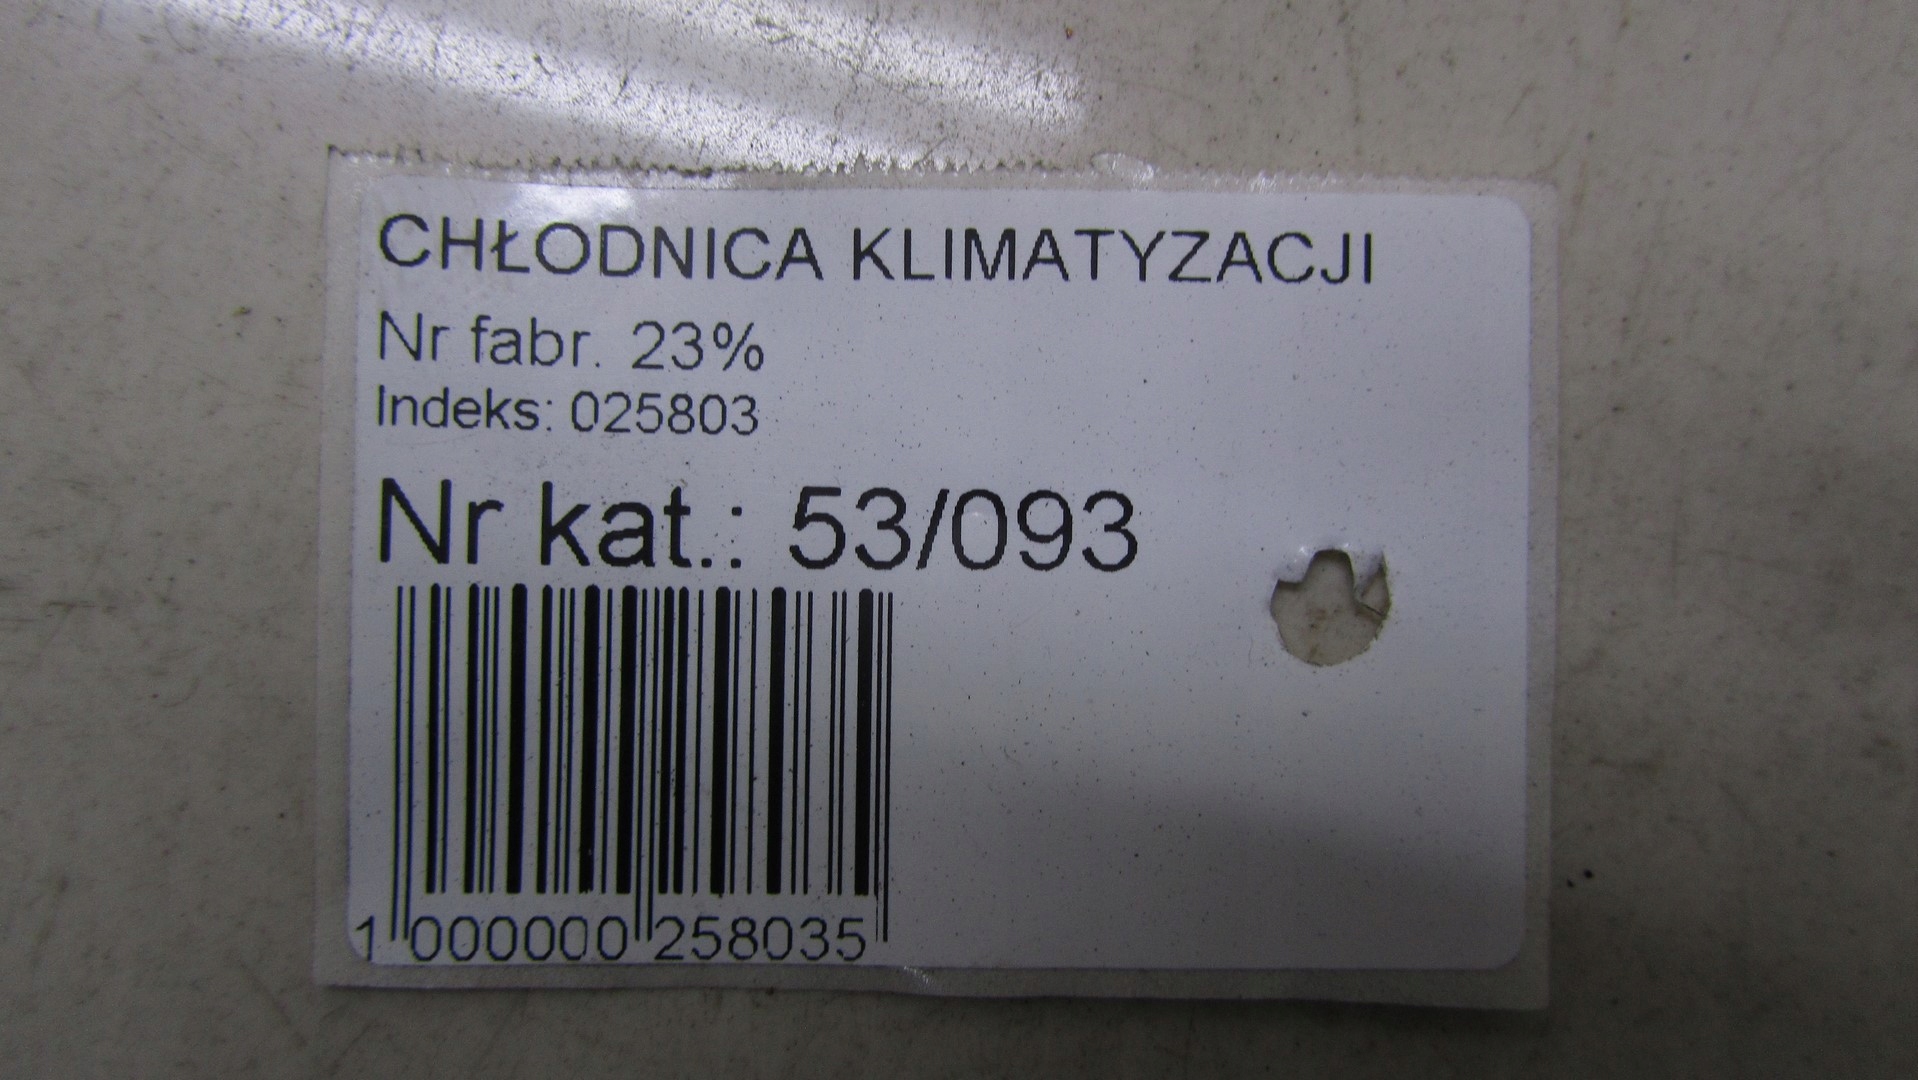 CHŁODNICA KLIMATYZACJI
Nr fabr. 23%
Indeks: 025803
Nr kat.: 53/093
1 000000 258035